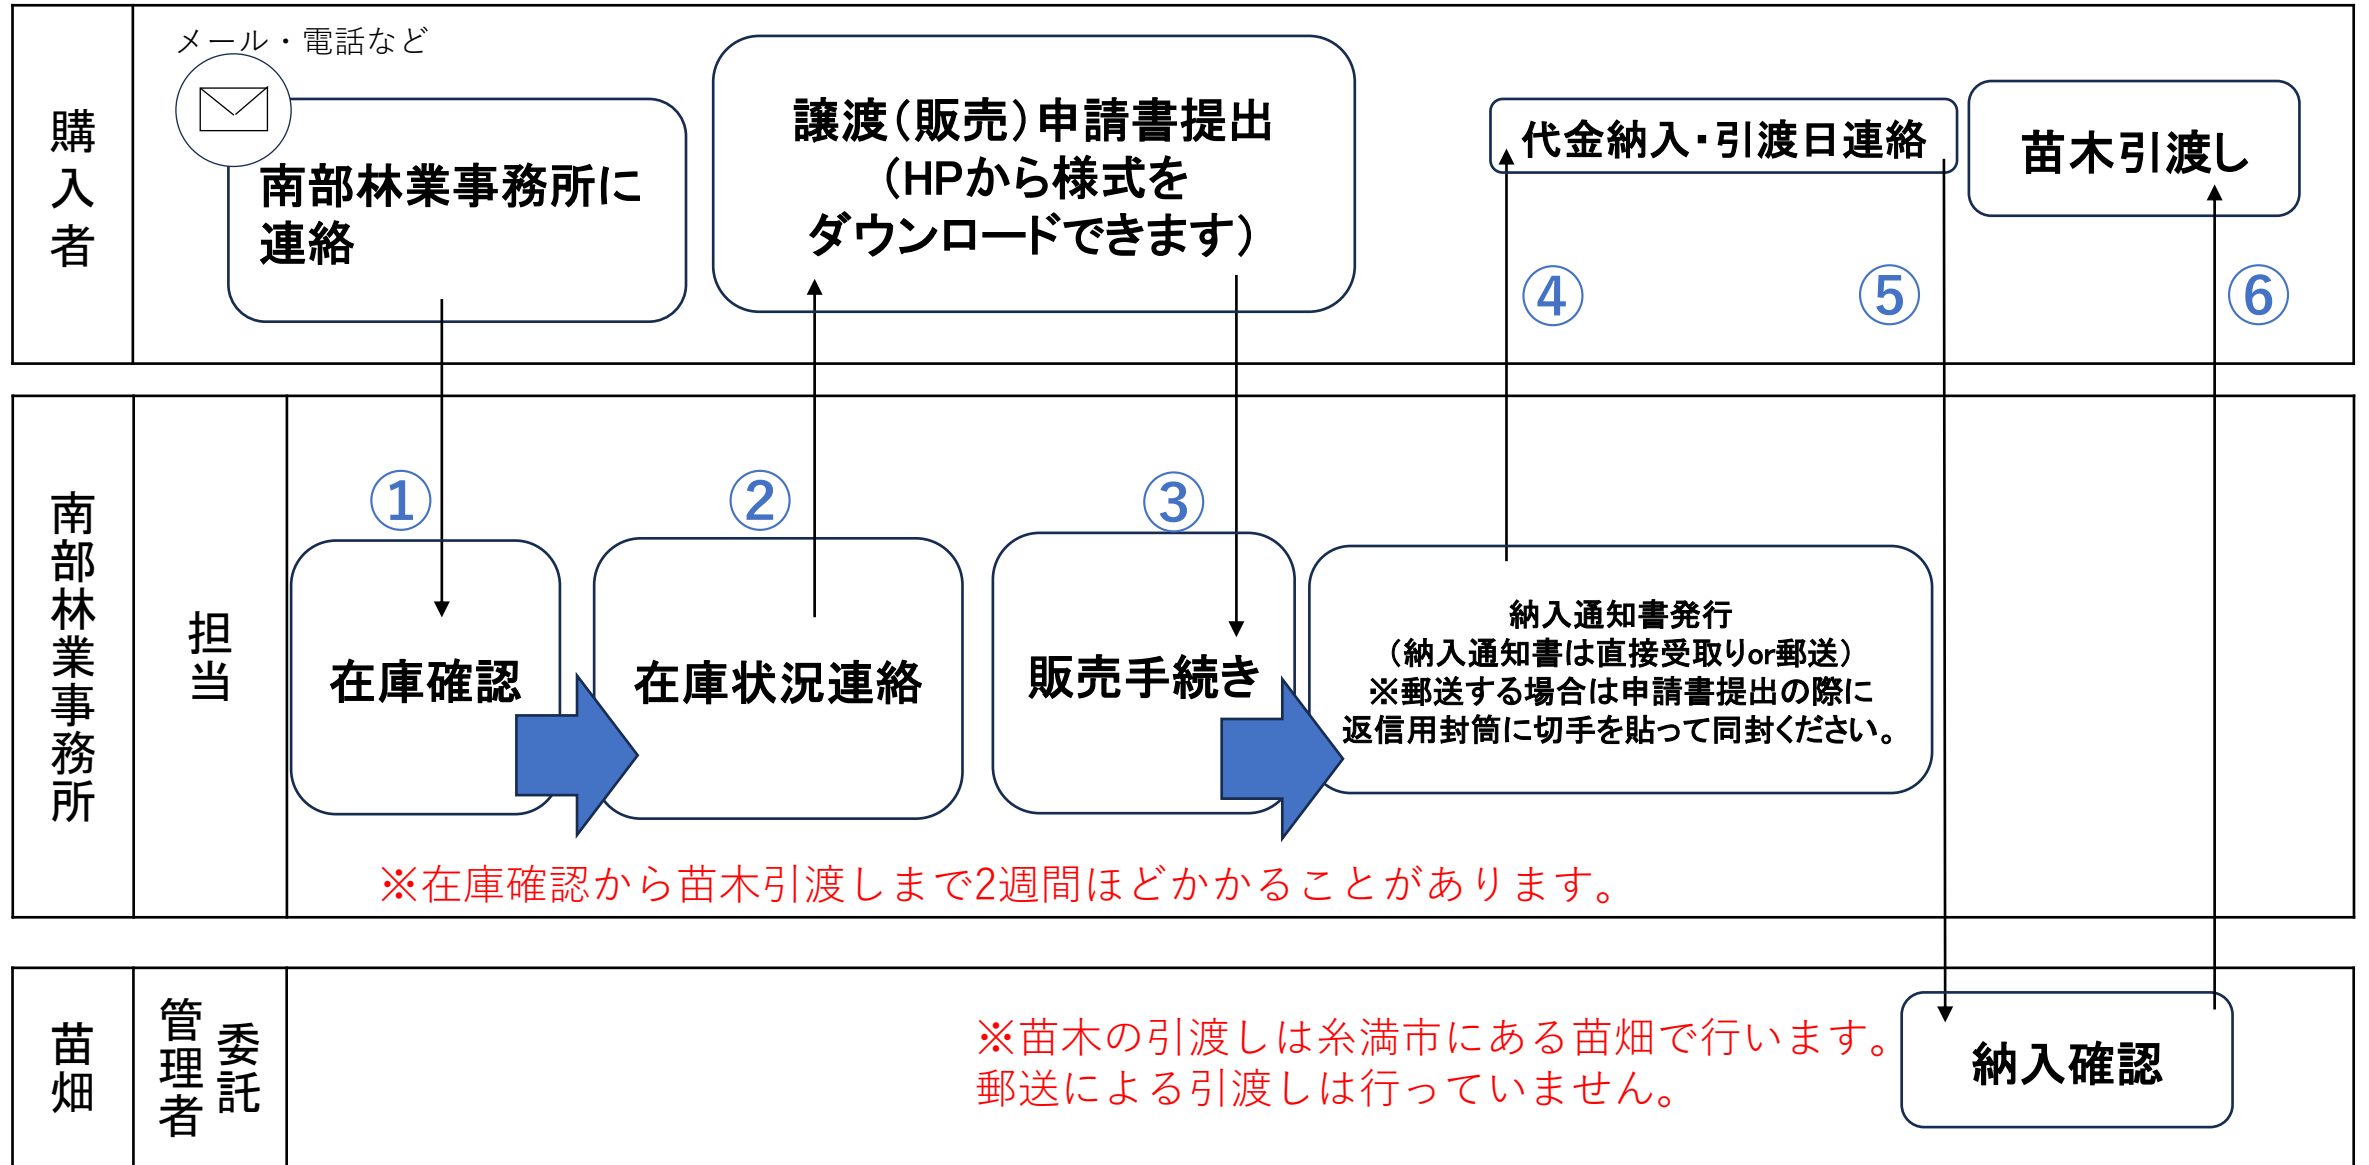 購入者
メール・電話など
南部林業事務所に
連絡
譲渡(販売)申請書提出
(HPから様式を
ダウンロードできます)
代金納入・引渡日連絡
苗木引渡し
④
⑤
⑥
南部林業事務所
担当
①
②
③
在庫確認
在庫状況連絡
販売手続き
納入通知書発行
(納入通知書は直接受取りor郵送)
※郵送する場合は申請書提出の際に
返信用封筒に切手を貼って同封ください。
※在庫確認から苗木引渡しまで2週間ほどかかることがあります。
苗畑
委託
管理者
※苗木の引渡しは糸満市にある苗畑で行います。
郵送による引渡しは行っていません。
納入確認